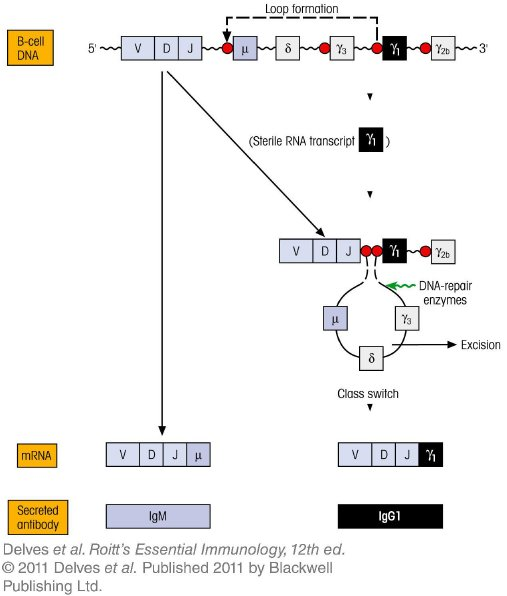 Loop formation
B-cell
DNA
5' V D J μ δ γ3 γ1 γ2b 3'
(Sterile RNA transcript γ1 )
V D J γ1 γ2b
DNA-repair
enzymes
μ γ3
δ
Excision
Class switch
mRNA V D J μ V D J γ1
Secreted
antibody
IgM IgG1
Delves et al. Roitt's Essential Immunology, 12th ed.
© 2011 Delves et al. Published 2011 by Blackwell
Publishing Ltd.